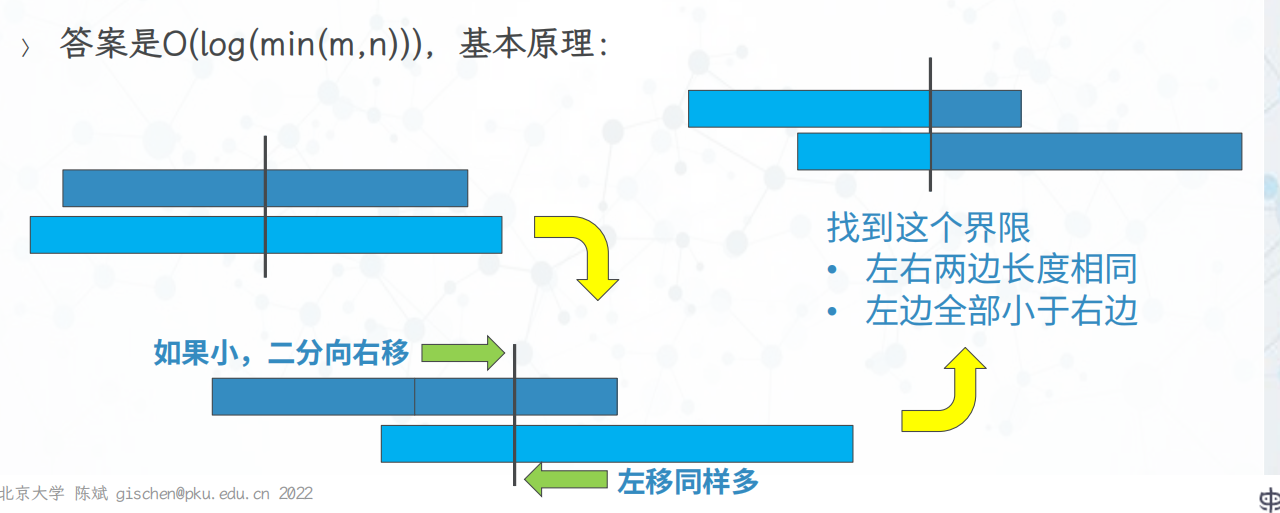 › 答案是O(log(min(m,n))),基本原理:
找到这个界限
• 左右两边长度相同
• 左边全部小于右边
如果小,二分向右移
左移同样多
北京大学 陈斌 gischen@pku.edu.cn 2022